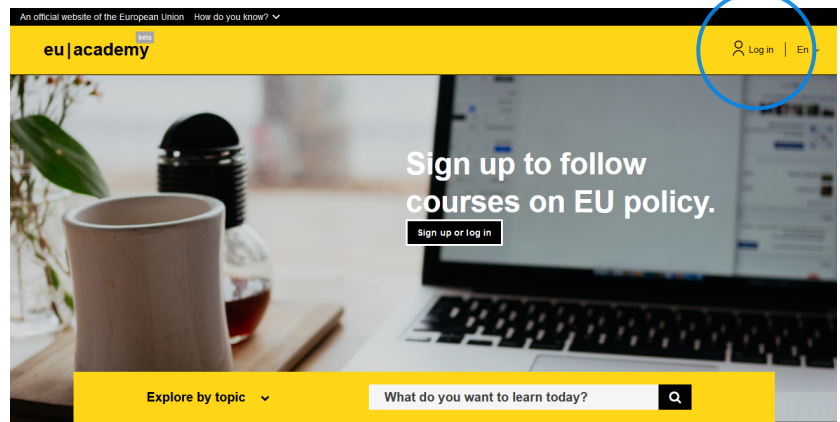 An official website of the European Union How do you know?
beta
eu|academy
Log in
En
Sign up to follow
courses on EU policy.
Sign up or log in
Explore by topic
What do you want to learn today?